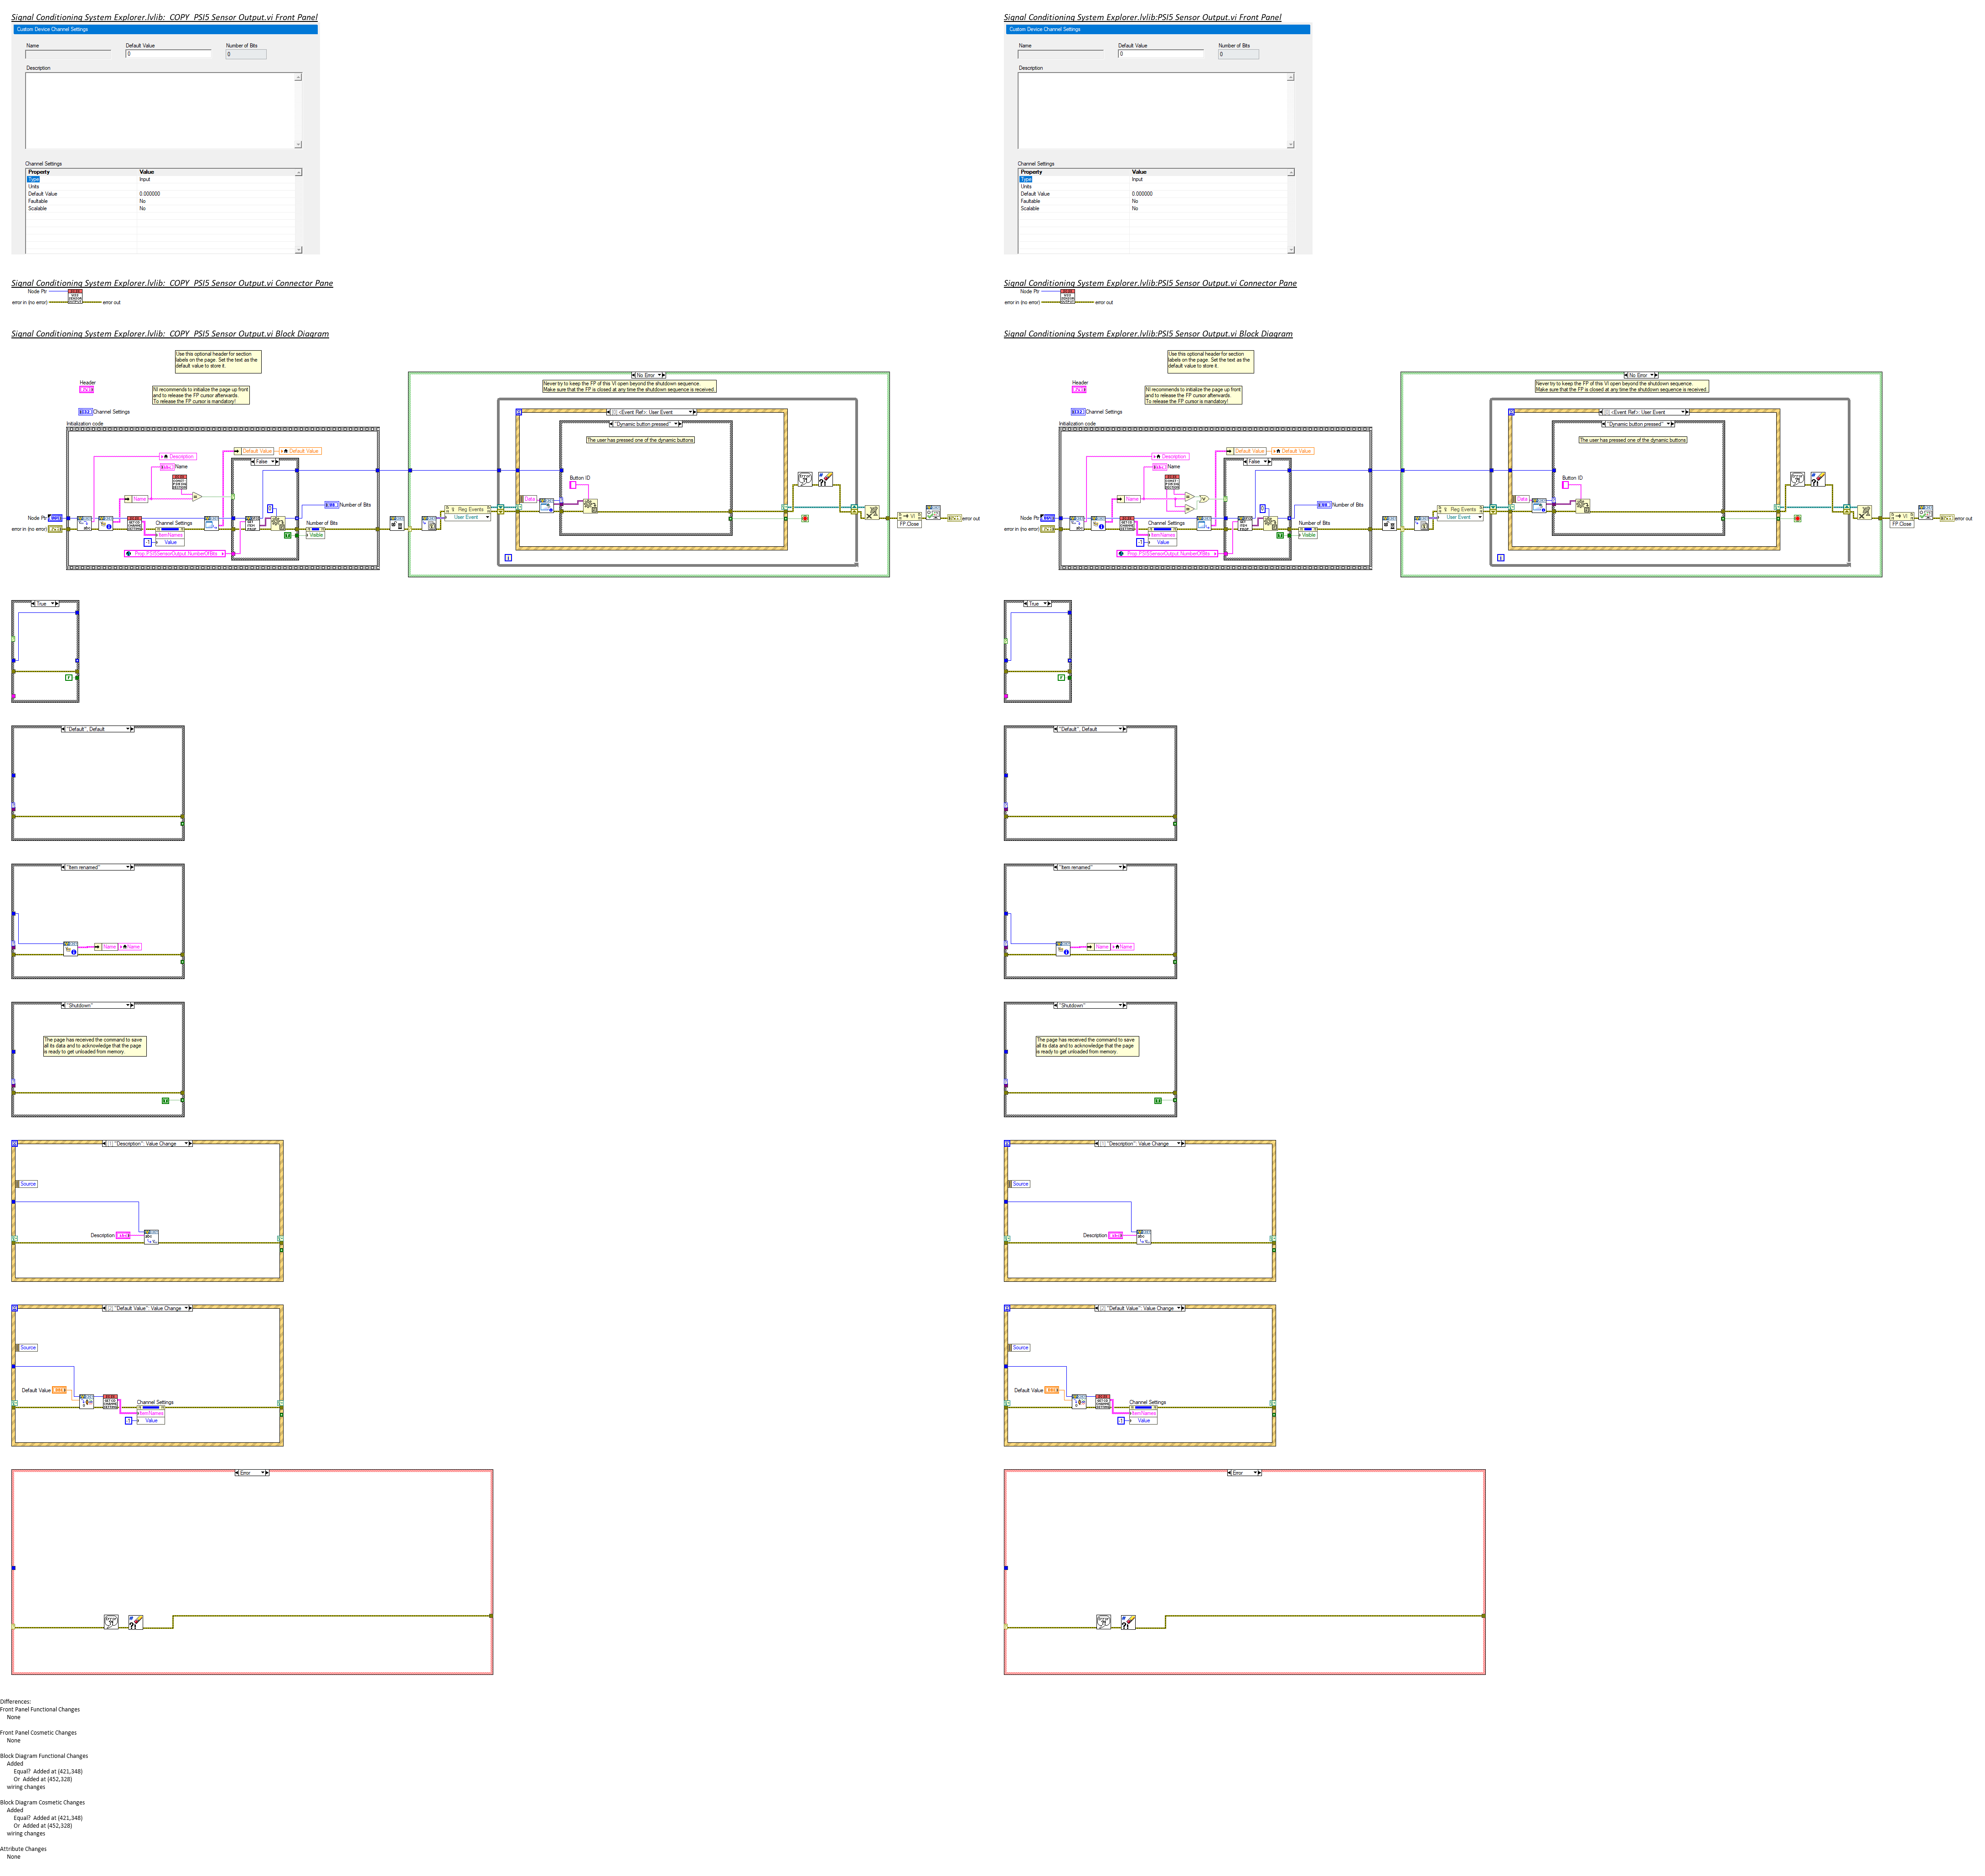 Signal Conditioning System Explorer.lvlib:_COPY_PSI5 Sensor Output.vi Front Panel
Custom Device Channel Settings
Name
Default Value
Number of Bits
0
0
Description
Channel Settings
Property Value
Type Input
Units
Default Value 0.000000
Faultable No
Scalable No
Signal Conditioning System Explorer.lvlib:_COPY_PSI5 Sensor Output.vi Connector Pane
Node Ptr
error in (no error)
error out
Signal Conditioning System Explorer.lvlib:_COPY_PSI5 Sensor Output.vi Block Diagram
Use this optional header for section
labels on the page. Set the text as the
default value to store it.
Header
NI recommends to initialize the page up front
and to release the FP cursor afterwards.
To release the FP cursor is mandatory!
Channel Settings
Initialization code
Description
Name
Name
Default Value
Default Value
False
Number of Bits
Node Ptr
error in (no error)
Channel Settings
ItemNames
-1
Value
Prop. PSI5SensorOutput NumberOfBits
Number of Bits
Visible
Reg Events
User Event
No Error
Never try to keep the FP of this VI open beyond the shutdown sequence.
Make sure that the FP is closed at any time the shutdown sequence is received.
[0] <Event Ref>: User Event
"Dynamic button pressed"
The user has pressed one of the dynamic buttons
Button ID
Data
VI
FP.Close
error out
True
F
"Default", Default
"Item renamed"
Name
Name
"Shutdown"
The page has received the command to save
all its data and to acknowledge that the page
is ready to get unloaded from memory.
[1] "Description": Value Change
Source
Description
[2] "Default Value": Value Change
Source
Default Value
Channel Settings
ItemNames
-1
Value
Error
Signal Conditioning System Explorer.lvlib:PSI5 Sensor Output.vi Front Panel
Custom Device Channel Settings
Name
Default Value
Number of Bits
0
0
Description
Channel Settings
Property Value
Type Input
Units
Default Value 0.000000
Faultable No
Scalable No
Signal Conditioning System Explorer.lvlib:PSI5 Sensor Output.vi Connector Pane
Node Ptr
error in (no error)
error out
Signal Conditioning System Explorer.lvlib:PSI5 Sensor Output.vi Block Diagram
Use this optional header for section
labels on the page. Set the text as the
default value to store it.
Header
NI recommends to initialize the page up front
and to release the FP cursor afterwards.
To release the FP cursor is mandatory!
Channel Settings
Initialization code
Description
Name
Name
Default Value
Default Value
False
Number of Bits
Node Ptr
error in (no error)
Channel Settings
ItemNames
-1
Value
Prop. PSI5SensorOutput NumberOfBits
Number of Bits
Visible
Reg Events
User Event
No Error
Never try to keep the FP of this VI open beyond the shutdown sequence.
Make sure that the FP is closed at any time the shutdown sequence is received.
[0] <Event Ref>: User Event
"Dynamic button pressed"
The user has pressed one of the dynamic buttons
Button ID
Data
VI
FP.Close
error out
True
F
"Default", Default
"Item renamed"
Name
Name
"Shutdown"
The page has received the command to save
all its data and to acknowledge that the page
is ready to get unloaded from memory.
[1] "Description": Value Change
Source
Description
[2] "Default Value": Value Change
Source
Default Value
Channel Settings
ItemNames
-1
Value
Error
Differences:
Front Panel Functional Changes
None
Front Panel Cosmetic Changes
None
Block Diagram Functional Changes
Added
Equal?  Added at (421,348)
Or  Added at (452,328)
wiring changes
Block Diagram Cosmetic Changes
Added
Equal?  Added at (421,348)
Or  Added at (452,328)
wiring changes
Attribute Changes
None